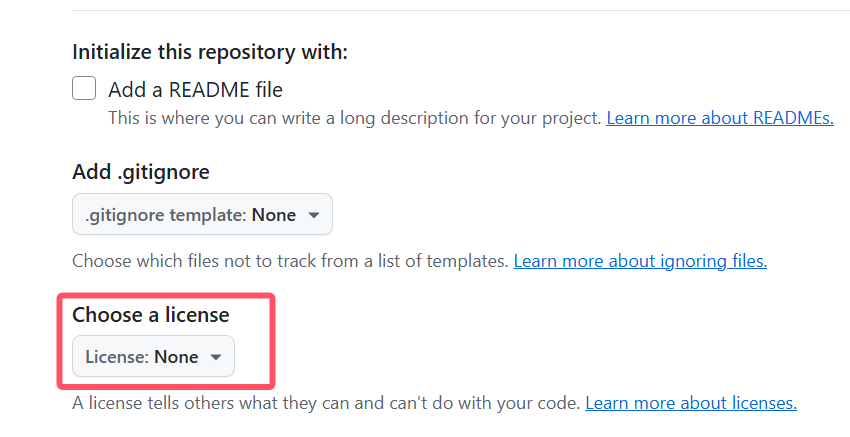 Initialize this repository with:
Add a README file
This is where you can write a long description for your project. Learn more about READMEs.
Add .gitignore
.gitignore template: None
Choose which files not to track from a list of templates. Learn more about ignoring files.
Choose a license
License: None
A license tells others what they can and can't do with your code. Learn more about licenses.